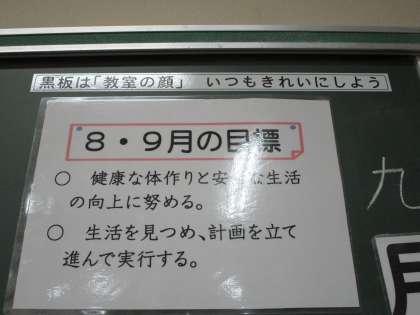 黒板は「教室の顔」 いつもきれいにしよう
8・9月の目標
○ 健康な体作りと安全な生活
の向上に努める。
○ 生活を見つめ、計画を立て
進んで実行する。
九
月